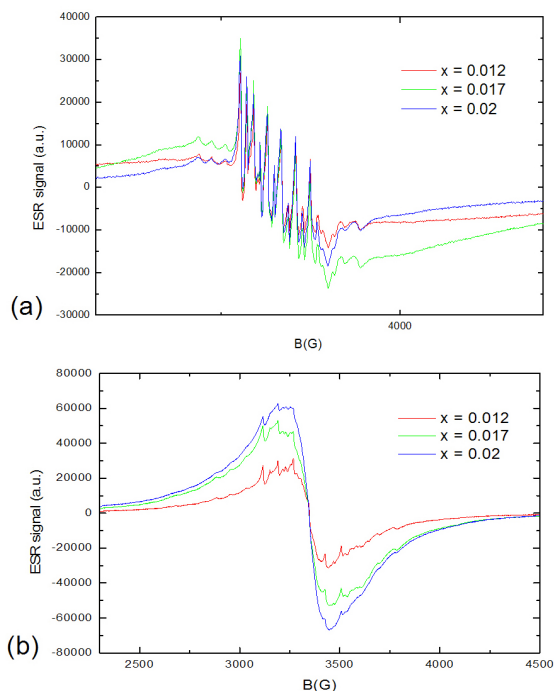 40000
30000
20000
10000
0
-10000
-20000
-30000
ESR signal (a.u.)
x = 0.012
x = 0.017
x = 0.02
4000
B(G)
(a)
80000
60000
40000
20000
0
-20000
-40000
-60000
-80000
ESR signal (a.u.)
x = 0.012
x = 0.017
x = 0.02
2500 3000 3500 4000 4500
B(G)
(b)